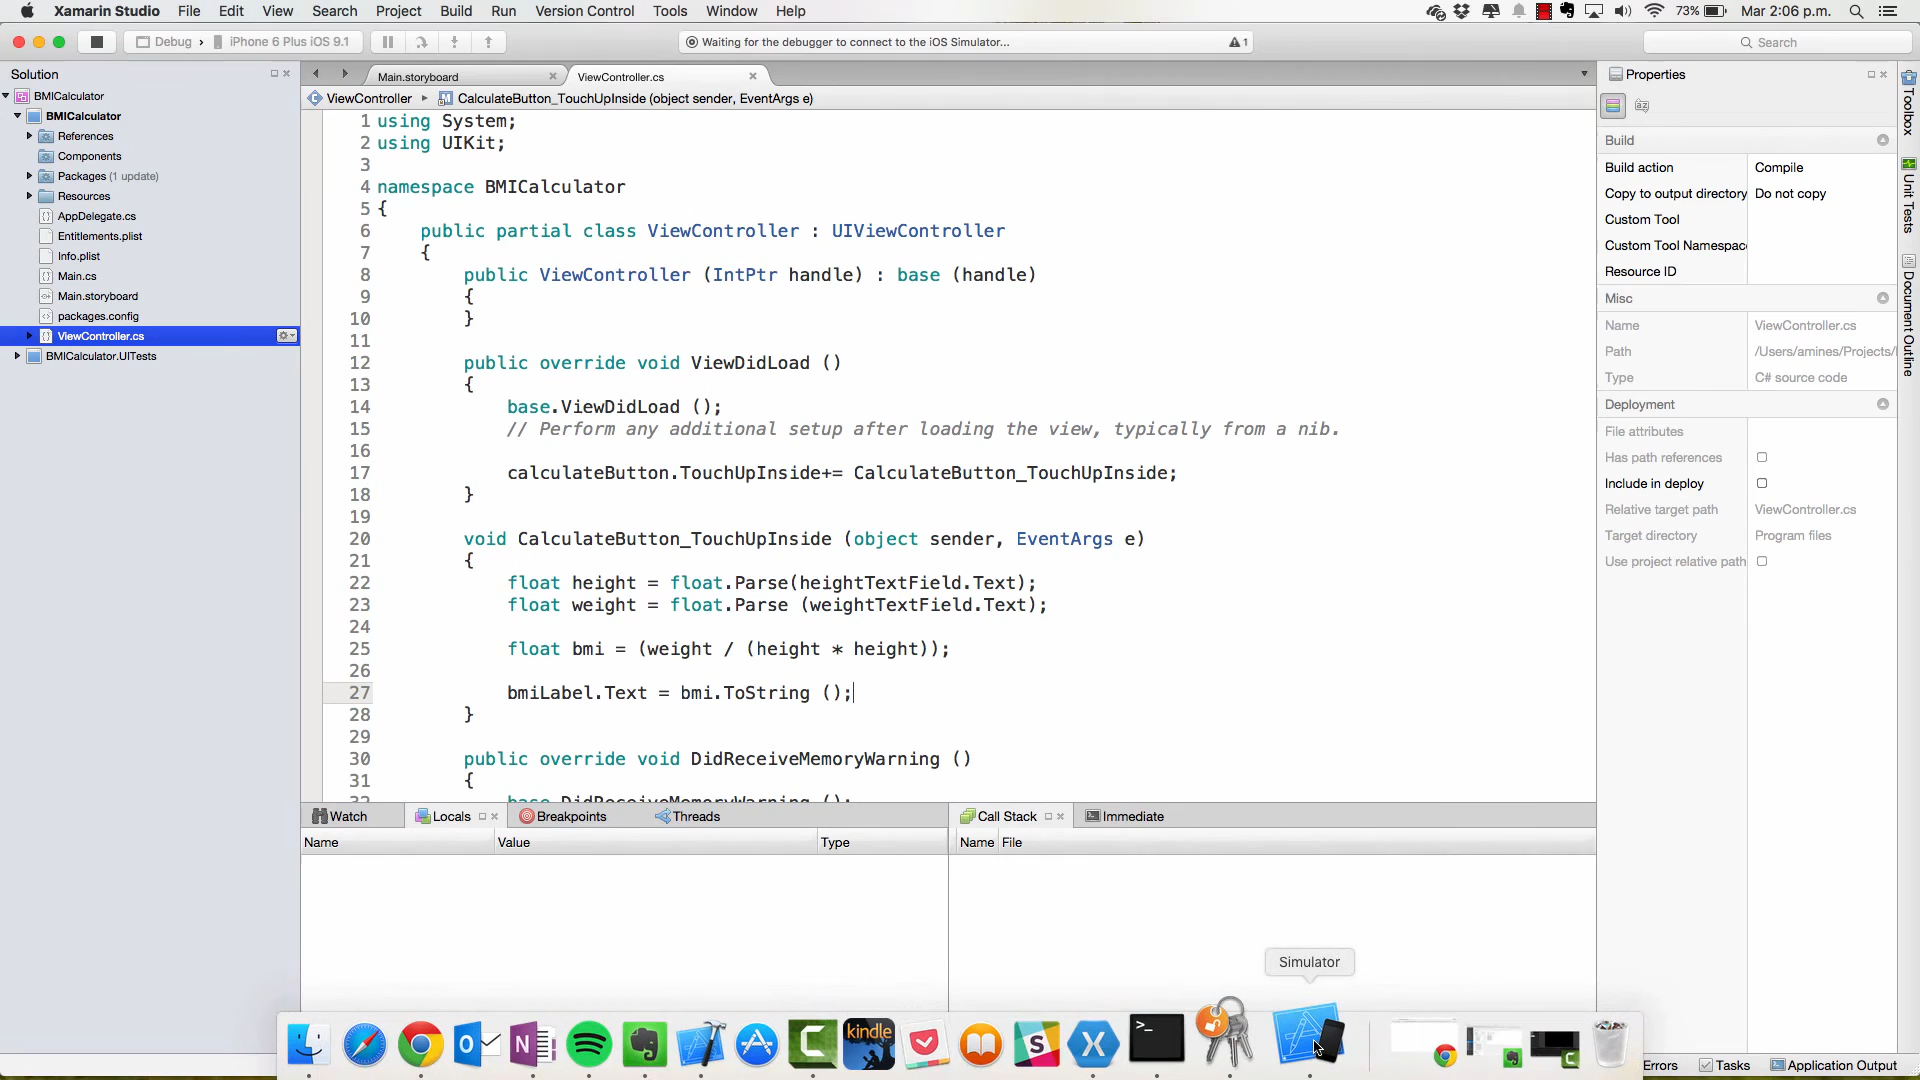 Xamarin Studio File Edit View Search Project Build Run Version Control Tools Window Help 73% Mar 2:06 p.m.
Debug iPhone 6 Plus iOS 9.1 Waiting for the debugger to connect to the iOS Simulator... 1 Search
Solution
BMICalculator
BMICalculator
References
Components
Packages (1 update)
Resources
AppDelegate.cs
Entitlements.plist
Info.plist
Main.cs
Main.storyboard
packages.config
ViewController.cs
BMICalculator.UITests
Main.storyboard ViewController.cs
ViewController CalculateButton_TouchUpInside (object sender, EventArgs e)
1 using System;
2 using UIKit;
3
4 namespace BMICalculator
5 {
6 public partial class ViewController : UIViewController
7 {
8 public ViewController (IntPtr handle) : base (handle)
9 {
10 }
11
12 public override void ViewDidLoad ()
13 {
14 base.ViewDidLoad ();
15 // Perform any additional setup after loading the view, typically from a nib.
16
17 calculateButton.TouchUpInside+= CalculateButton_TouchUpInside;
18 }
19
20 void CalculateButton_TouchUpInside (object sender, EventArgs e)
21 {
22 float height = float.Parse(heightTextField.Text);
23 float weight = float.Parse (weightTextField.Text);
24
25 float bmi = (weight / (height * height));
26
27 bmiLabel.Text = bmi.ToString ();
28 }
29
30 public override void DidReceiveMemoryWarning ()
31 {
32 base.DidReceiveMemoryWarning ();
Properties
Build
Build action Compile
Copy to output directory Do not copy
Custom Tool
Custom Tool Namespac
Resource ID
Misc
Name ViewController.cs
Path /Users/amines/Projects/
Type C# source code
Deployment
File attributes
Has path references
Include in deploy
Relative target path ViewController.cs
Target directory Program files
Use project relative path
Toolbox
Unit Tests
Document Outline
Watch Locals Breakpoints Threads
Name Value Type
Call Stack Immediate
Name File
Simulator
kindle
Errors Tasks Application Output